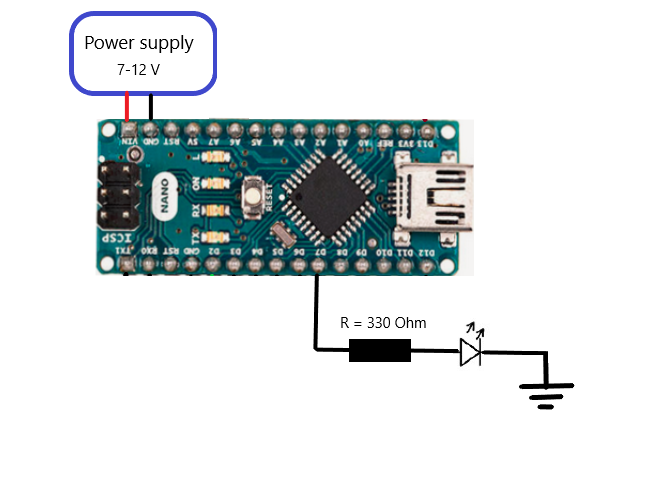 Power supply
7-12 V
VIN GND RST 5V A7 A6 A5 A4 A3 A2 A1 A0 REF 3V3 D13
ON
RX
TX
NANO
RESET
ICSP
TX1 RX0 RST GND D2 D3 D4 D5 D6 D7 D8 D9 D10 D11 D12
R = 330 Ohm